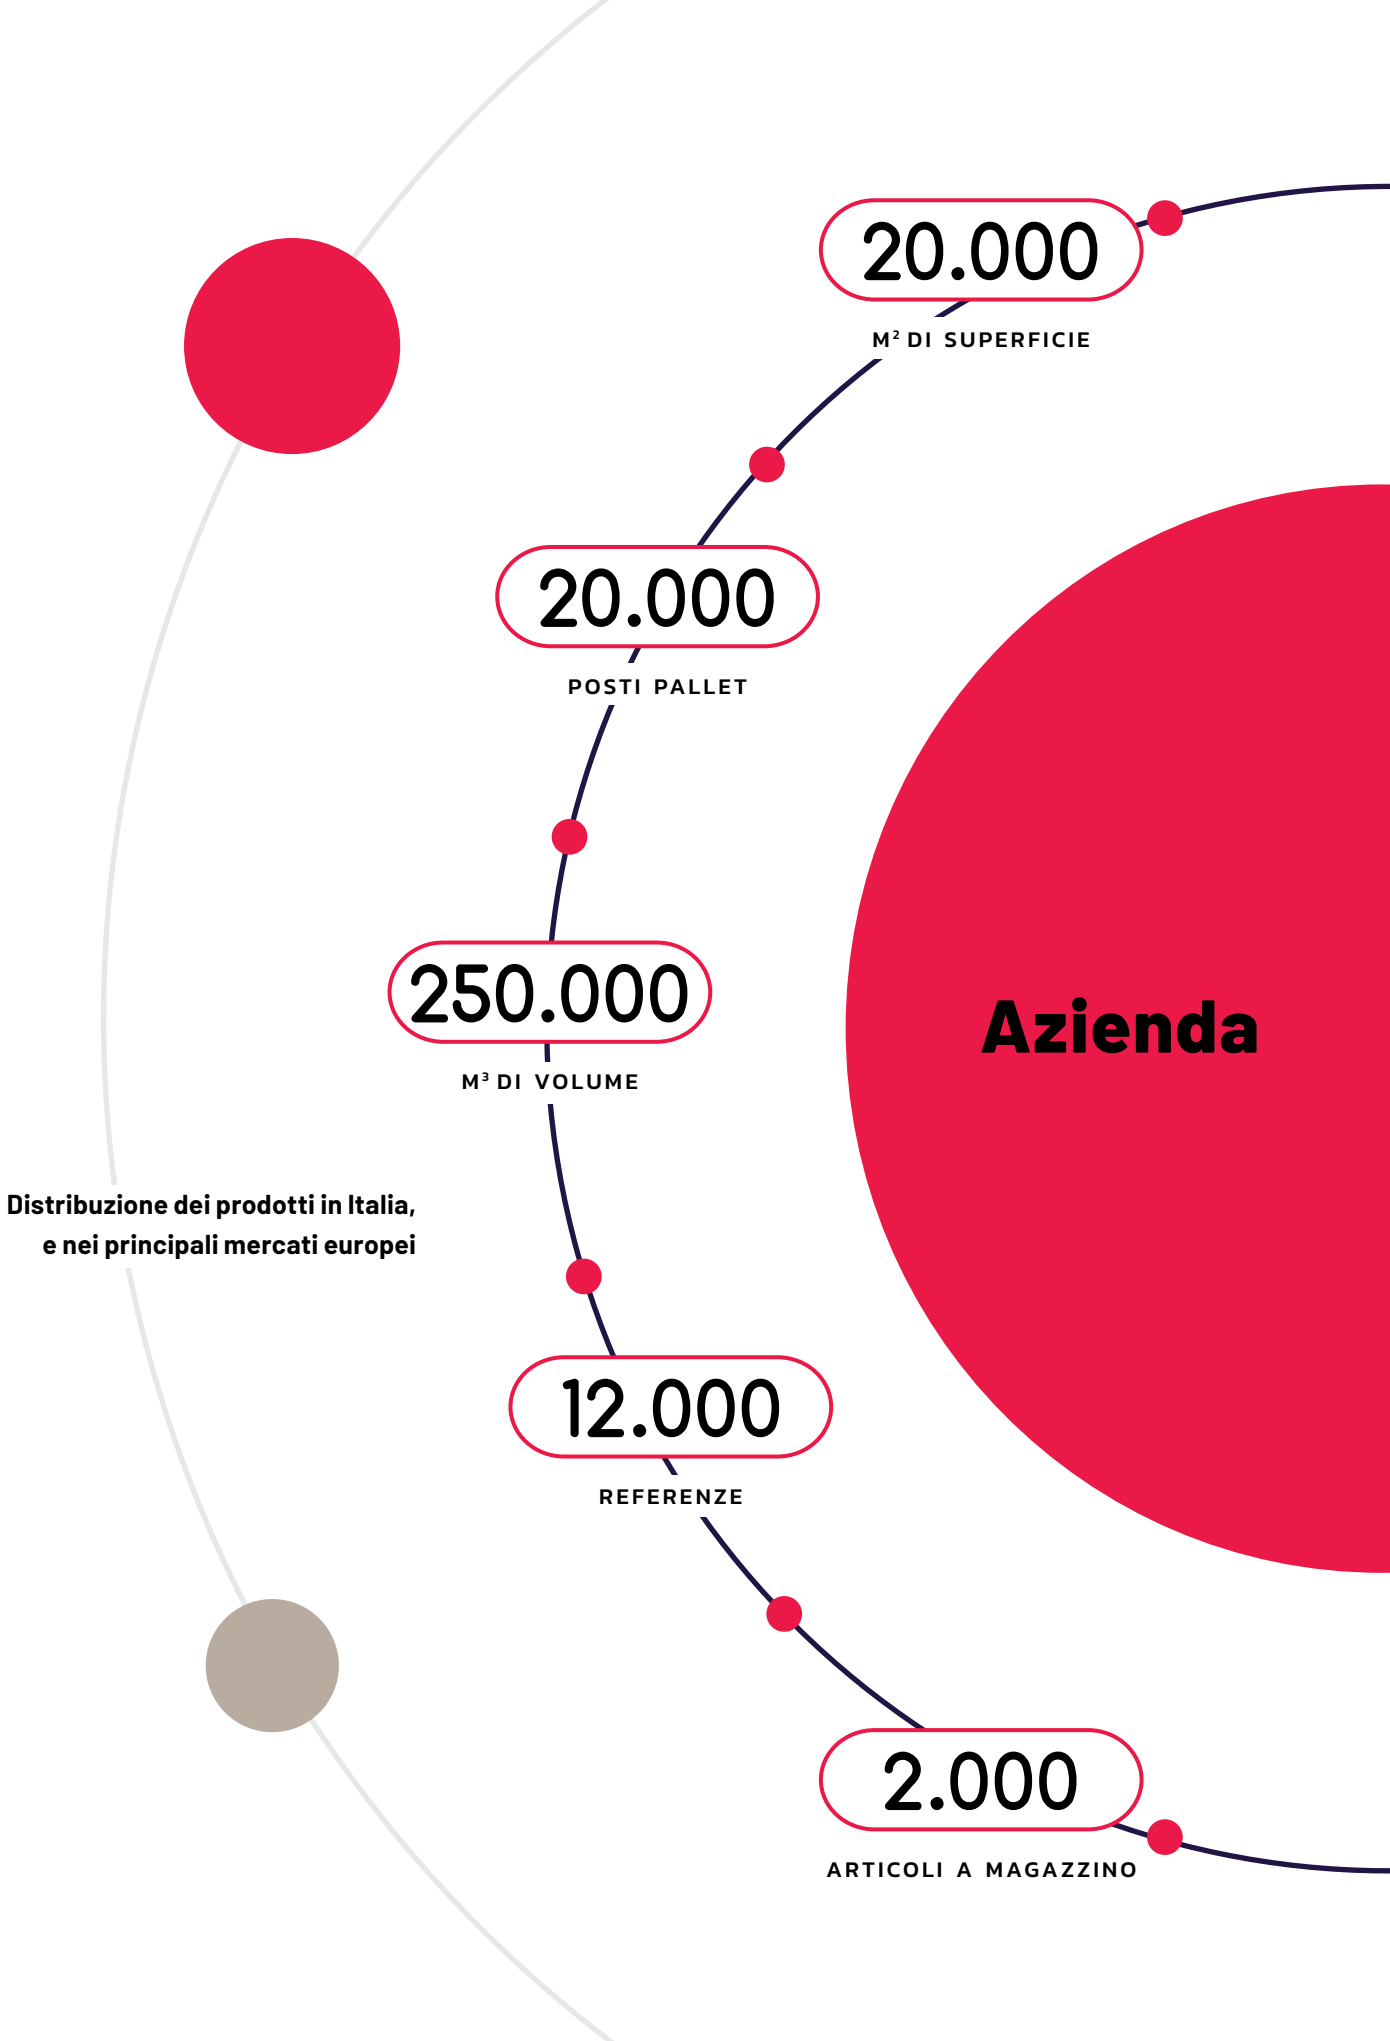 20.000
M² DI SUPERFICIE
20.000
POSTI PALLET
250.000
M³ DI VOLUME
Azienda
Distribuzione dei prodotti in Italia,
e nei principali mercati europei
12.000
REFERENZE
2.000
ARTICOLI A MAGAZZINO